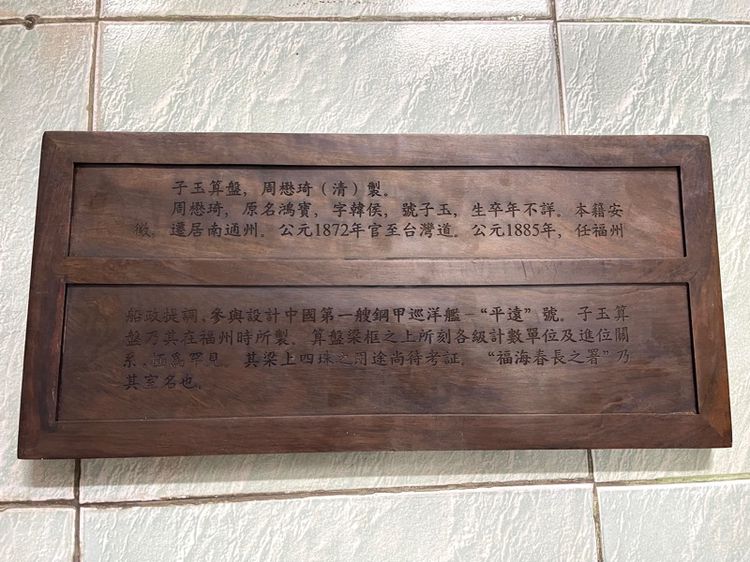 子玉算盤，周懋琦（清）製。
周懋琦，原名鴻寶，字韓侯，號子玉，生卒年不詳。本籍安
徽，遷居南通州。公元1872年官至台灣道。公元1885年，任福州
船政提調、參與設計中國第一艘鋼甲巡洋艦－“平遠”號。子玉算
盤乃其在福州時所製。算盤梁框之上所刻各級計數單位及進位關
系、極為罕見。其梁上四珠之用途尚待考証，“福海春長之署”乃
其室名也。